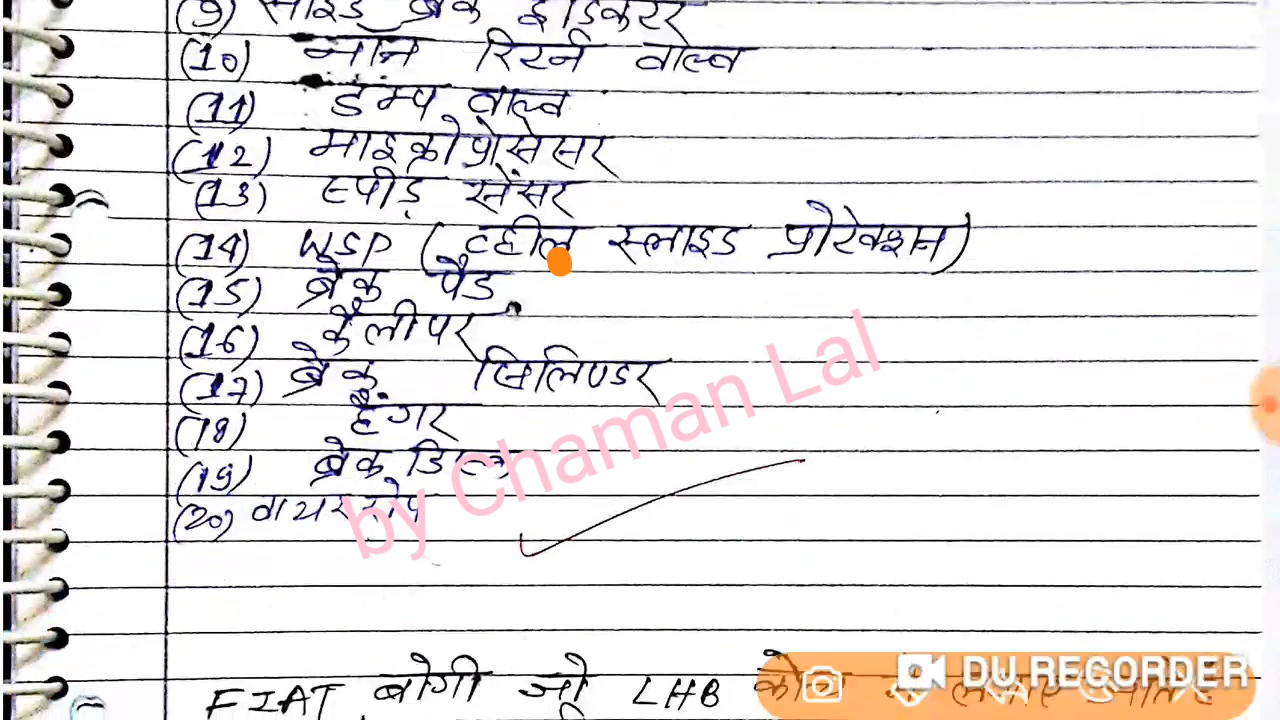 (9) साइड ब्रेक इंडिकेटर
(10) नॉन रिटर्न वाल्व
(11) डम्प वाल्व
(12) माइक्रोप्रोसेसर
(13) स्पीड सेंसर
(14) WSP (व्हील स्लाइड प्रोटेक्शन)
(15) ब्रेक पैड
(16) कैलीपर
(17) ब्रेक सिलिण्डर
(18) हैंगर
(19) ब्रेक डिस्क
(20) वायर रोप
by Chaman Lal
FIAT बोगी जो LHB कोच
DU RECORDER